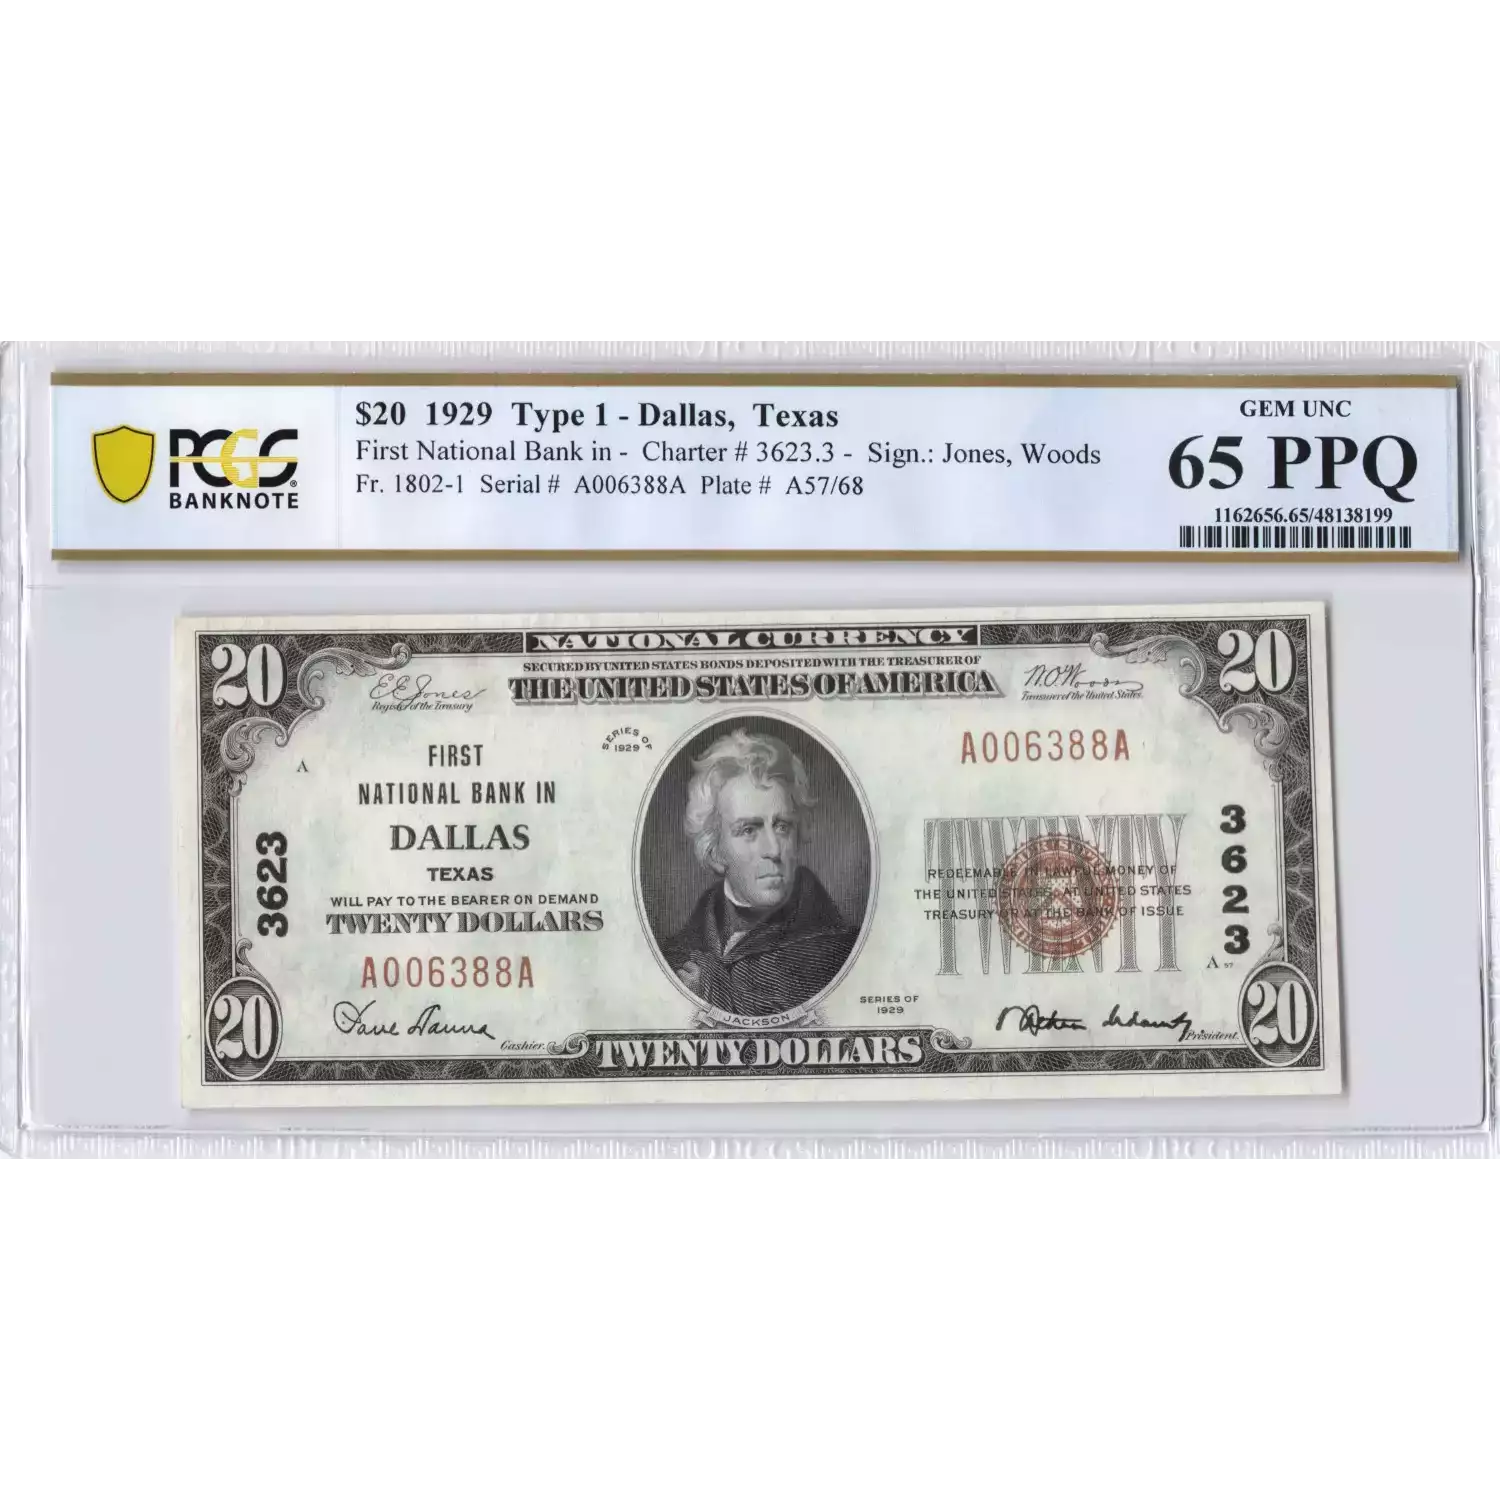 PCGS
BANKNOTE
$20 1929 Type 1 - Dallas, Texas
First National Bank in - Charter # 3623.3 - Sign.: Jones, Woods
Fr. 1802-1 Serial # A006388A Plate # A57/68
GEM UNC
65 PPQ
1162656.65/48138199
20
NATIONAL CURRENCY
20
SECURED BY UNITED STATES BONDS DEPOSITED WITH THE TREASURER OF
THE UNITED STATES OF AMERICA
E E Jones
Register of the Treasury
W.O. Woods
Treasurer of the United States
SERIES OF
1929
A006388A
A
FIRST
NATIONAL BANK IN
DALLAS
TEXAS
WILL PAY TO THE BEARER ON DEMAND
TWENTY DOLLARS
3623
3623
TWENTY
REDEEMABLE IN LAWFUL MONEY OF
THE UNITED STATES AT UNITED STATES
TREASURY OR AT THE BANK OF ISSUE
A 57
A006388A
SERIES OF
1929
JACKSON
20
Cashier.
TWENTY DOLLARS
President.
20